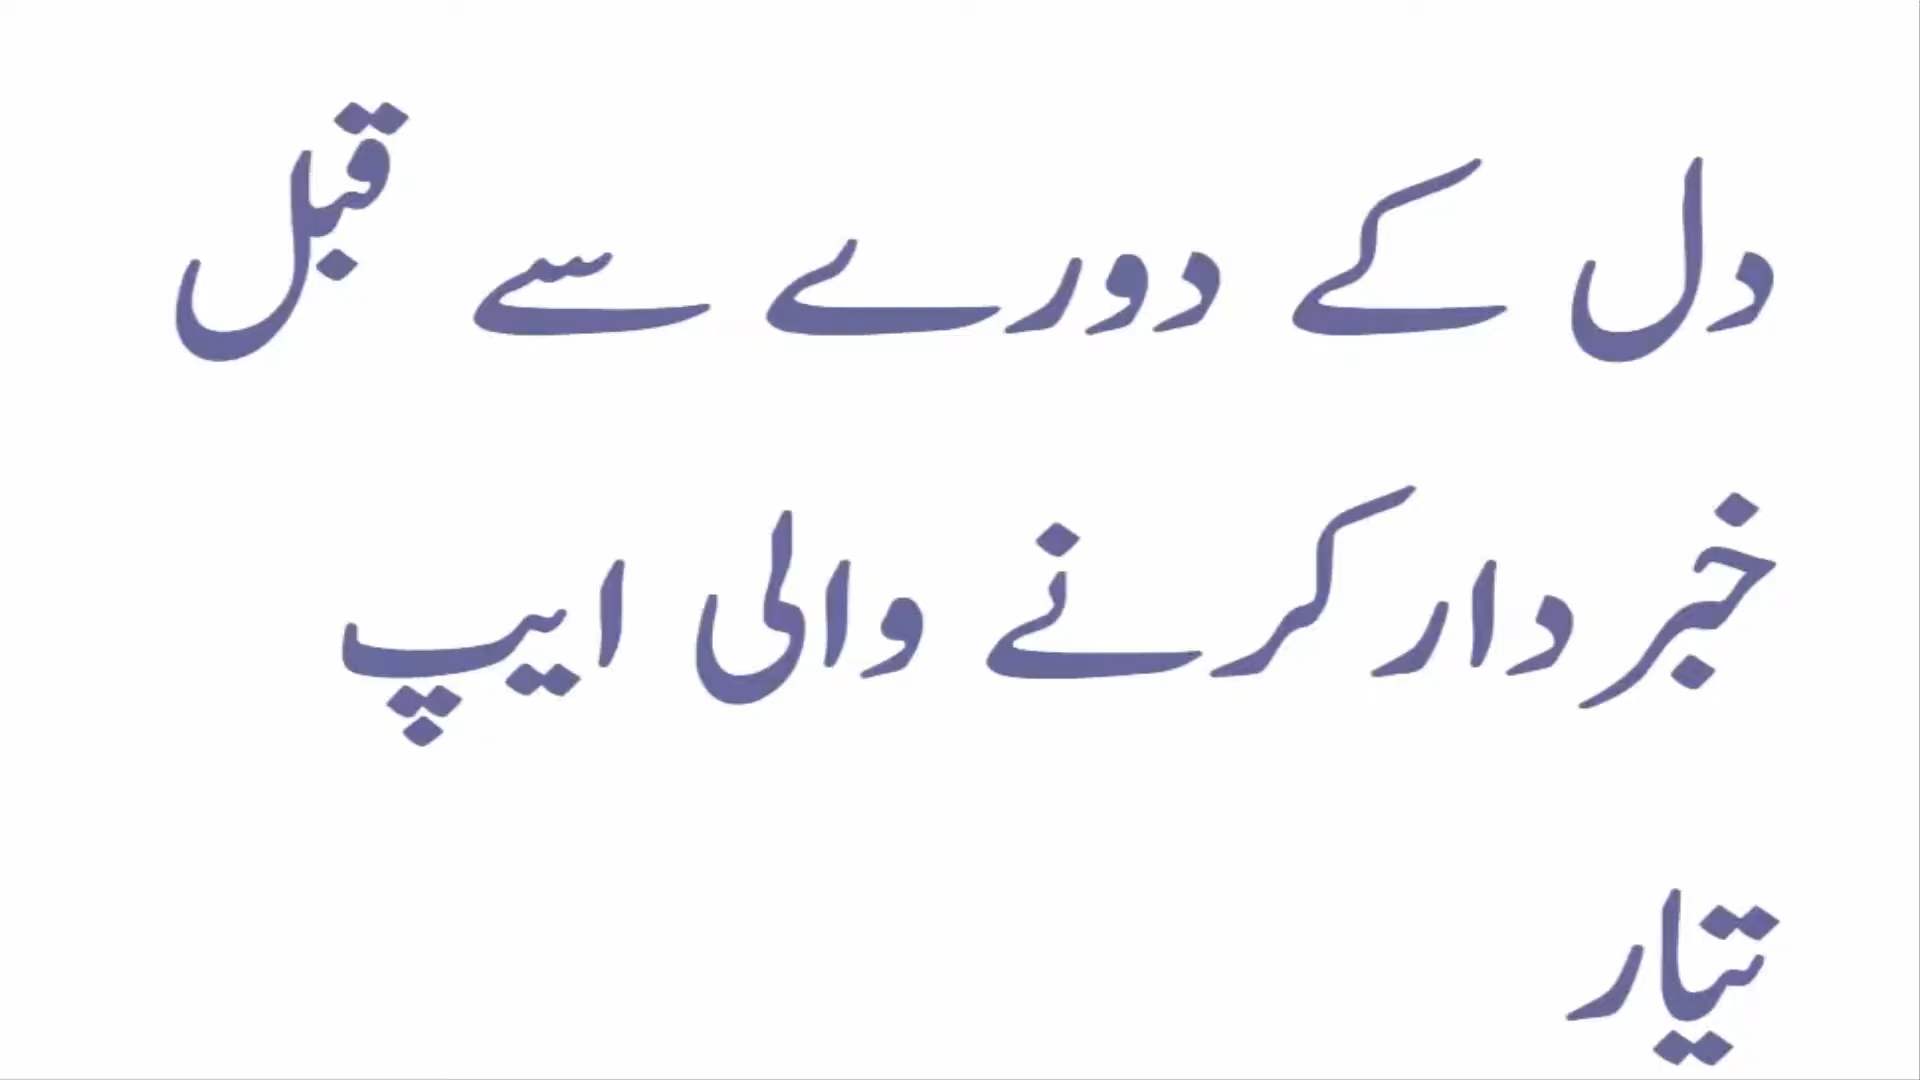 دل کے دورے سے قبل
خبردار کرنے والی ایپ
تیار